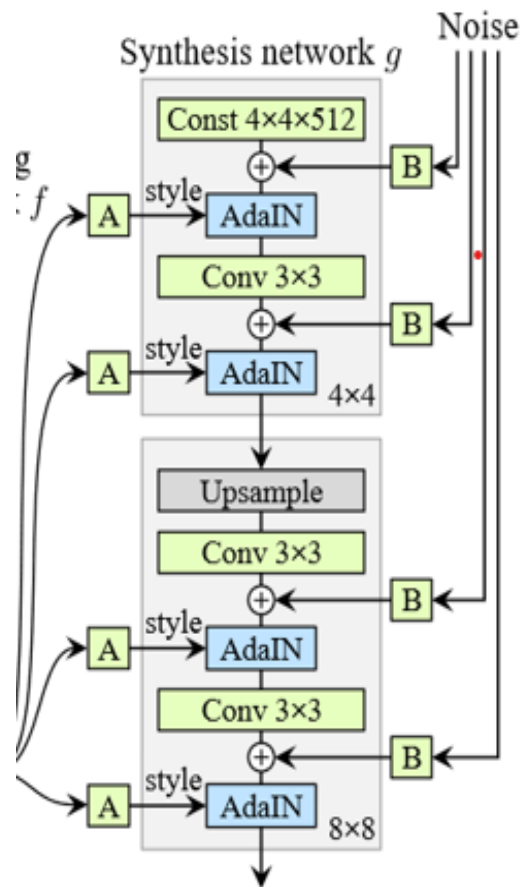 Noise
Synthesis network g
Const 4×4×512
B
g
f
A
style
AdaIN
Conv 3×3
B
A
style
AdaIN
4×4
Upsample
Conv 3×3
B
A
style
AdaIN
Conv 3×3
B
A
style
AdaIN
8×8